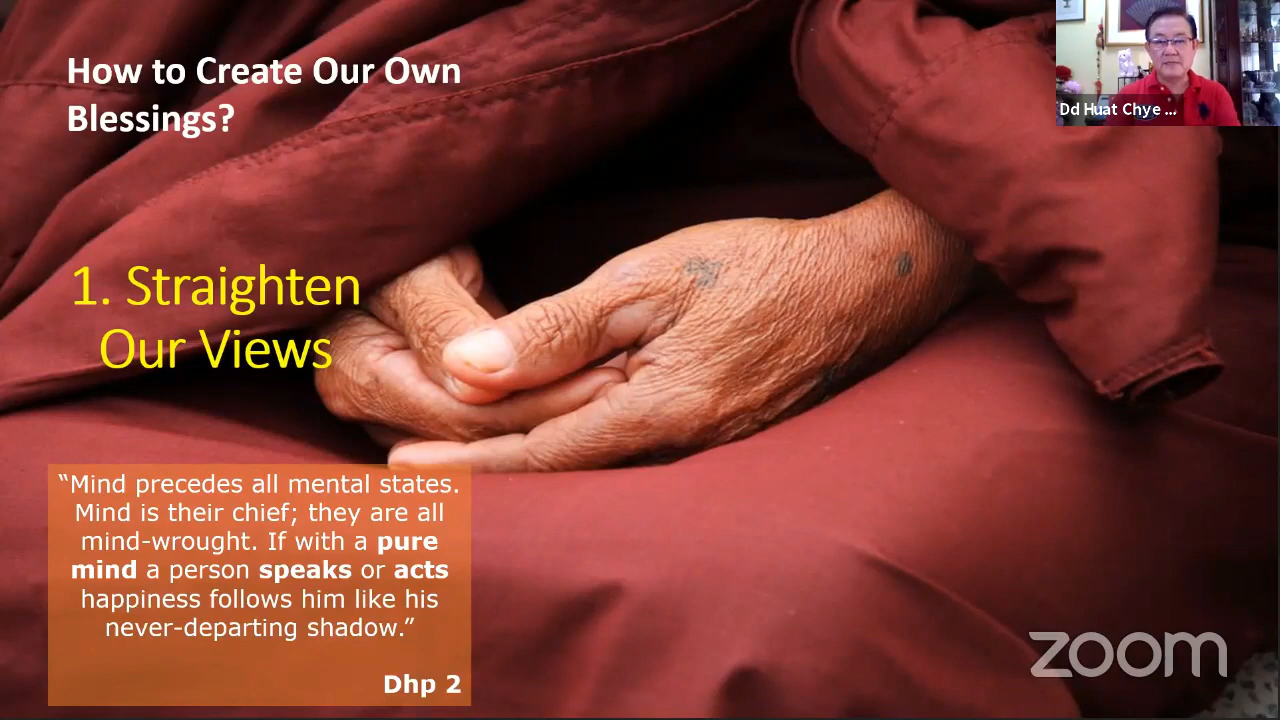 How to Create Our Own
Blessings?
Dd Huat Chye ...
1. Straighten
Our Views
“Mind precedes all mental states.
Mind is their chief; they are all
mind-wrought. If with a pure
mind a person speaks or acts
happiness follows him like his
never-departing shadow.”
Dhp 2
zoom